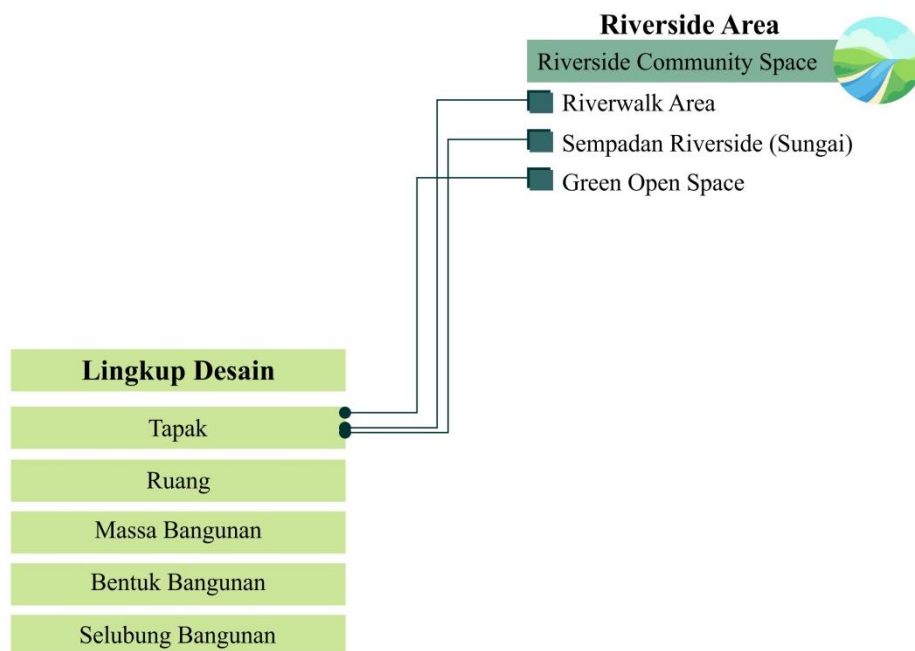 Riverside Area
Riverside Community Space
Riverwalk Area
Sempadan Riverside (Sungai)
Green Open Space
Lingkup Desain
Tapak
Ruang
Massa Bangunan
Bentuk Bangunan
Selubung Bangunan